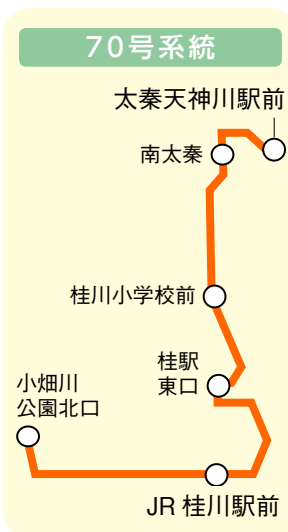 70号系統
太秦天神川駅前
南太秦
桂川小学校前
桂駅
東口
小畑川
公園北口
JR 桂川駅前